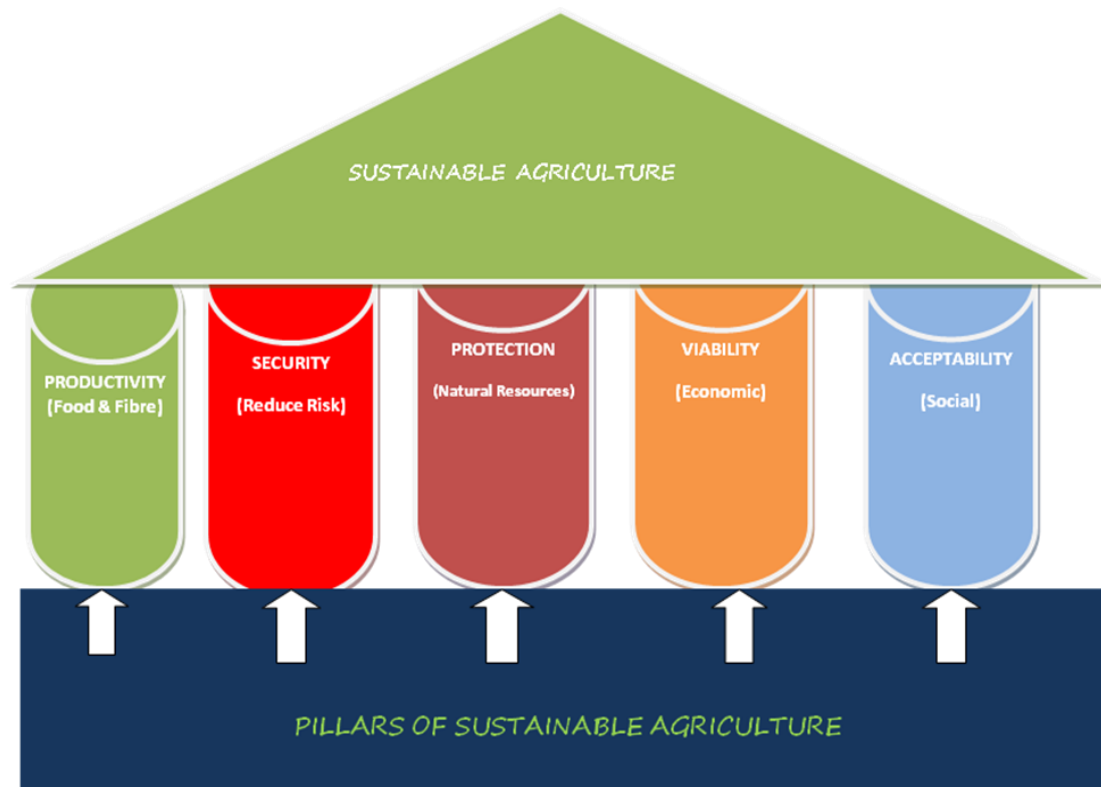 SUSTAINABLE AGRICULTURE
PRODUCTIVITY
(Food & Fibre)
SECURITY
(Reduce Risk)
PROTECTION
(Natural Resources)
VIABILITY
(Economic)
ACCEPTABILITY
(Social)
PILLARS OF SUSTAINABLE AGRICULTURE